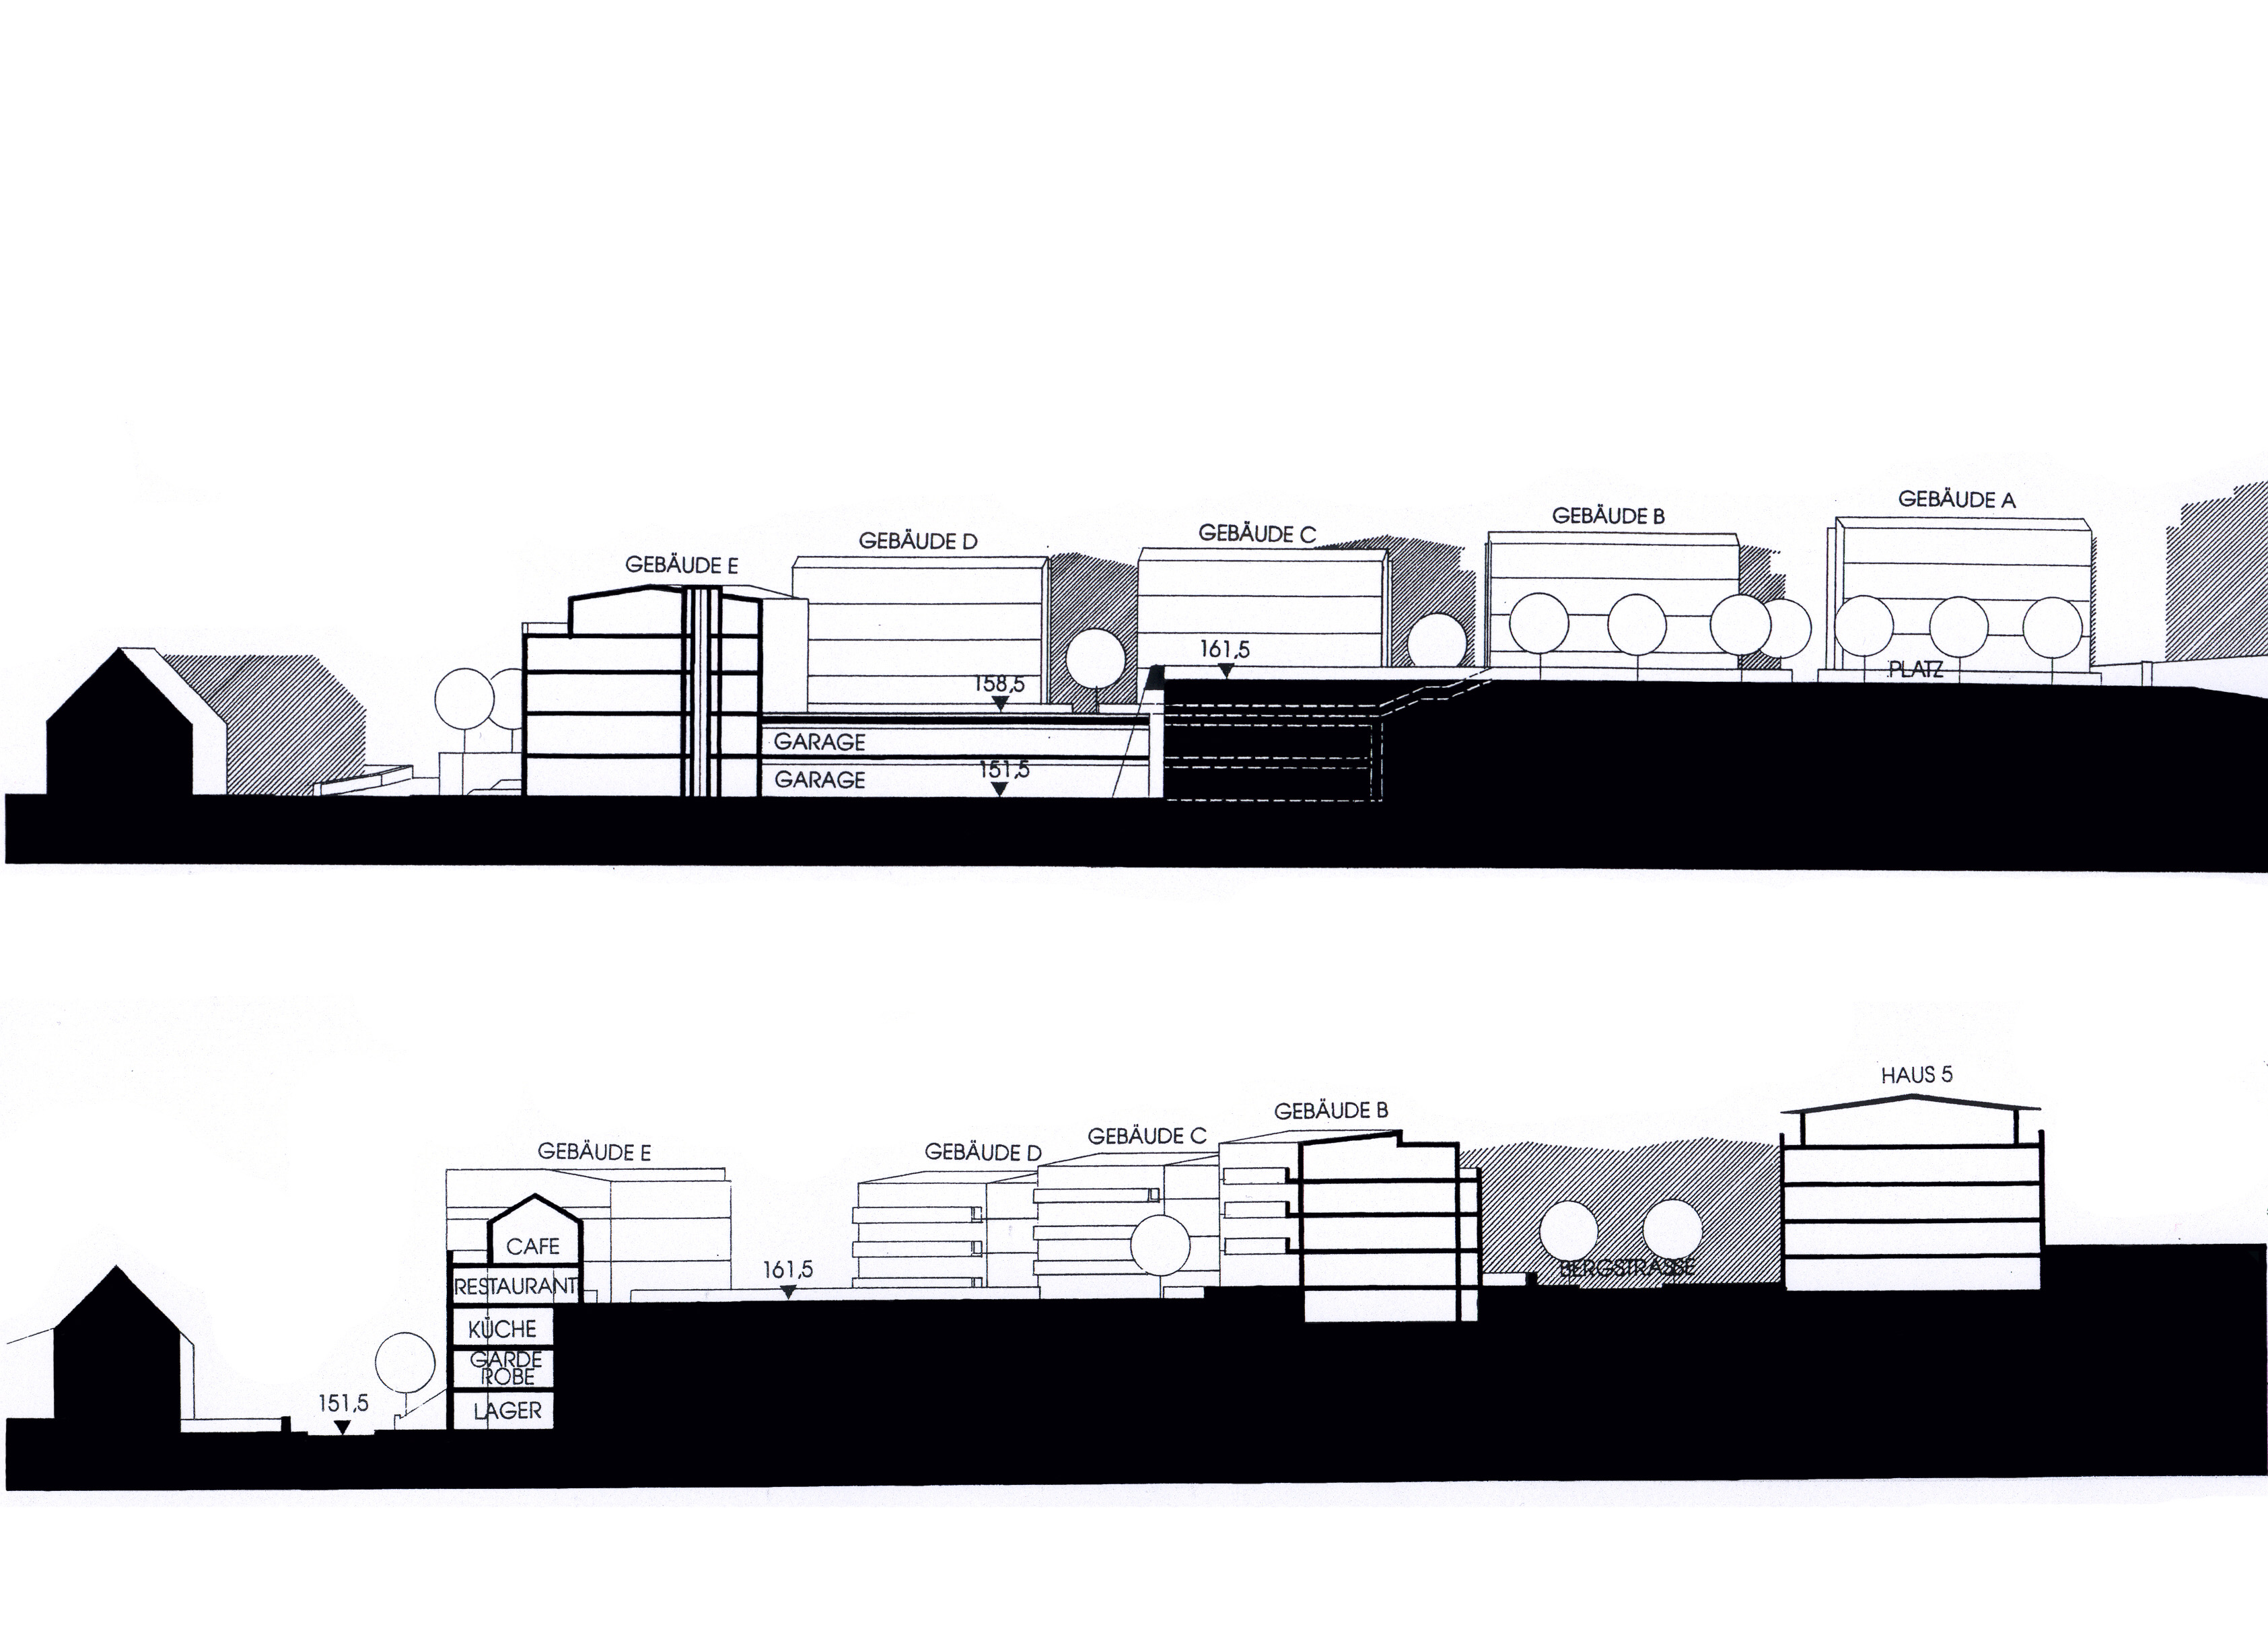 GEBÄUDE A
GEBÄUDE B
GEBÄUDE C
GEBÄUDE D
GEBÄUDE E
161,5
PLATZ
158,5
GARAGE
151,5
GARAGE
HAUS 5
GEBÄUDE B
GEBÄUDE C
GEBÄUDE D
GEBÄUDE E
CAFE
161,5
BERGSTRASSE
RESTAURANT
KÜCHE
GARDE
ROBE
151,5
LAGER